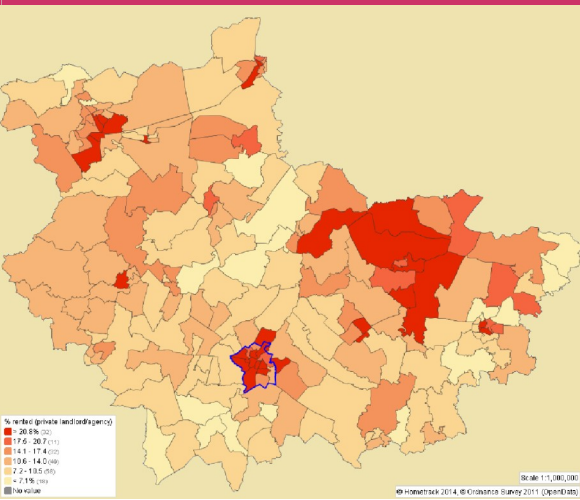 % rented (private landlord/agency)
> 20.8% (32)
17.6 - 20.7 (11)
14.1 - 17.4 (32)
10.6 - 14.0 (49)
7.2 - 10.5 (58)
< 7.1% (18)
No value
Scale 1:1,000,000
© Hometrack 2014, © Ordnance Survey 2011 (OpenData)